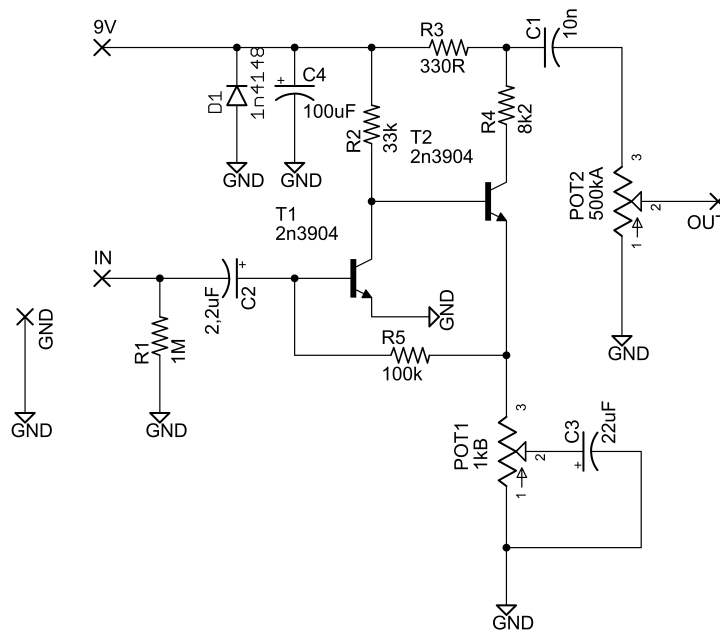 9V
R3
330R
C1
10n
D1
1n4148
+
C4
100uF
R2
33k
T2
2n3904
R4
8k2
GND
GND
POT2
500kA
3
2
1
OUT
T1
2n3904
IN
+
2,2uF
C2
GND
GND
R1
1M
R5
100k
GND
GND
GND
POT1
1kB
3
2
1
C3
+
22uF
GND